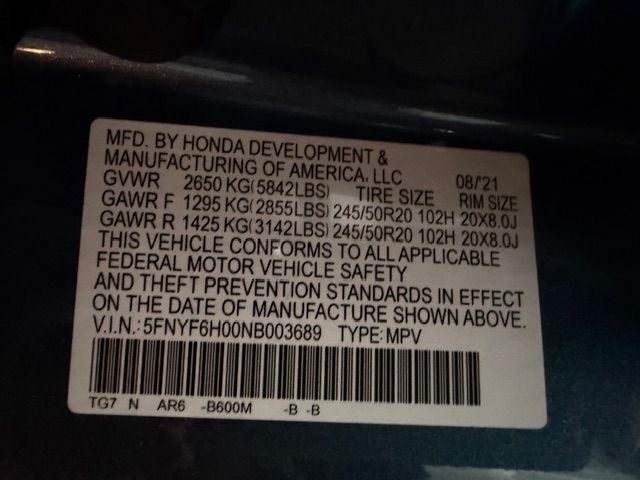 MFD. BY HONDA DEVELOPMENT &
MANUFACTURING OF AMERICA, LLC 08/'21
GVWR 2650 KG(5842LBS) TIRE SIZE RIM SIZE
GAWR F 1295 KG(2855LBS) 245/50R20 102H 20X8.0J
GAWR R 1425 KG(3142LBS) 245/50R20 102H 20X8.0J
THIS VEHICLE CONFORMS TO ALL APPLICABLE
FEDERAL MOTOR VEHICLE SAFETY
AND THEFT PREVENTION STANDARDS IN EFFECT
ON THE DATE OF MANUFACTURE SHOWN ABOVE.
V.I.N.:5FNYF6H00NB003689 TYPE:MPV
TG7 N AR6 -B600M -B -B